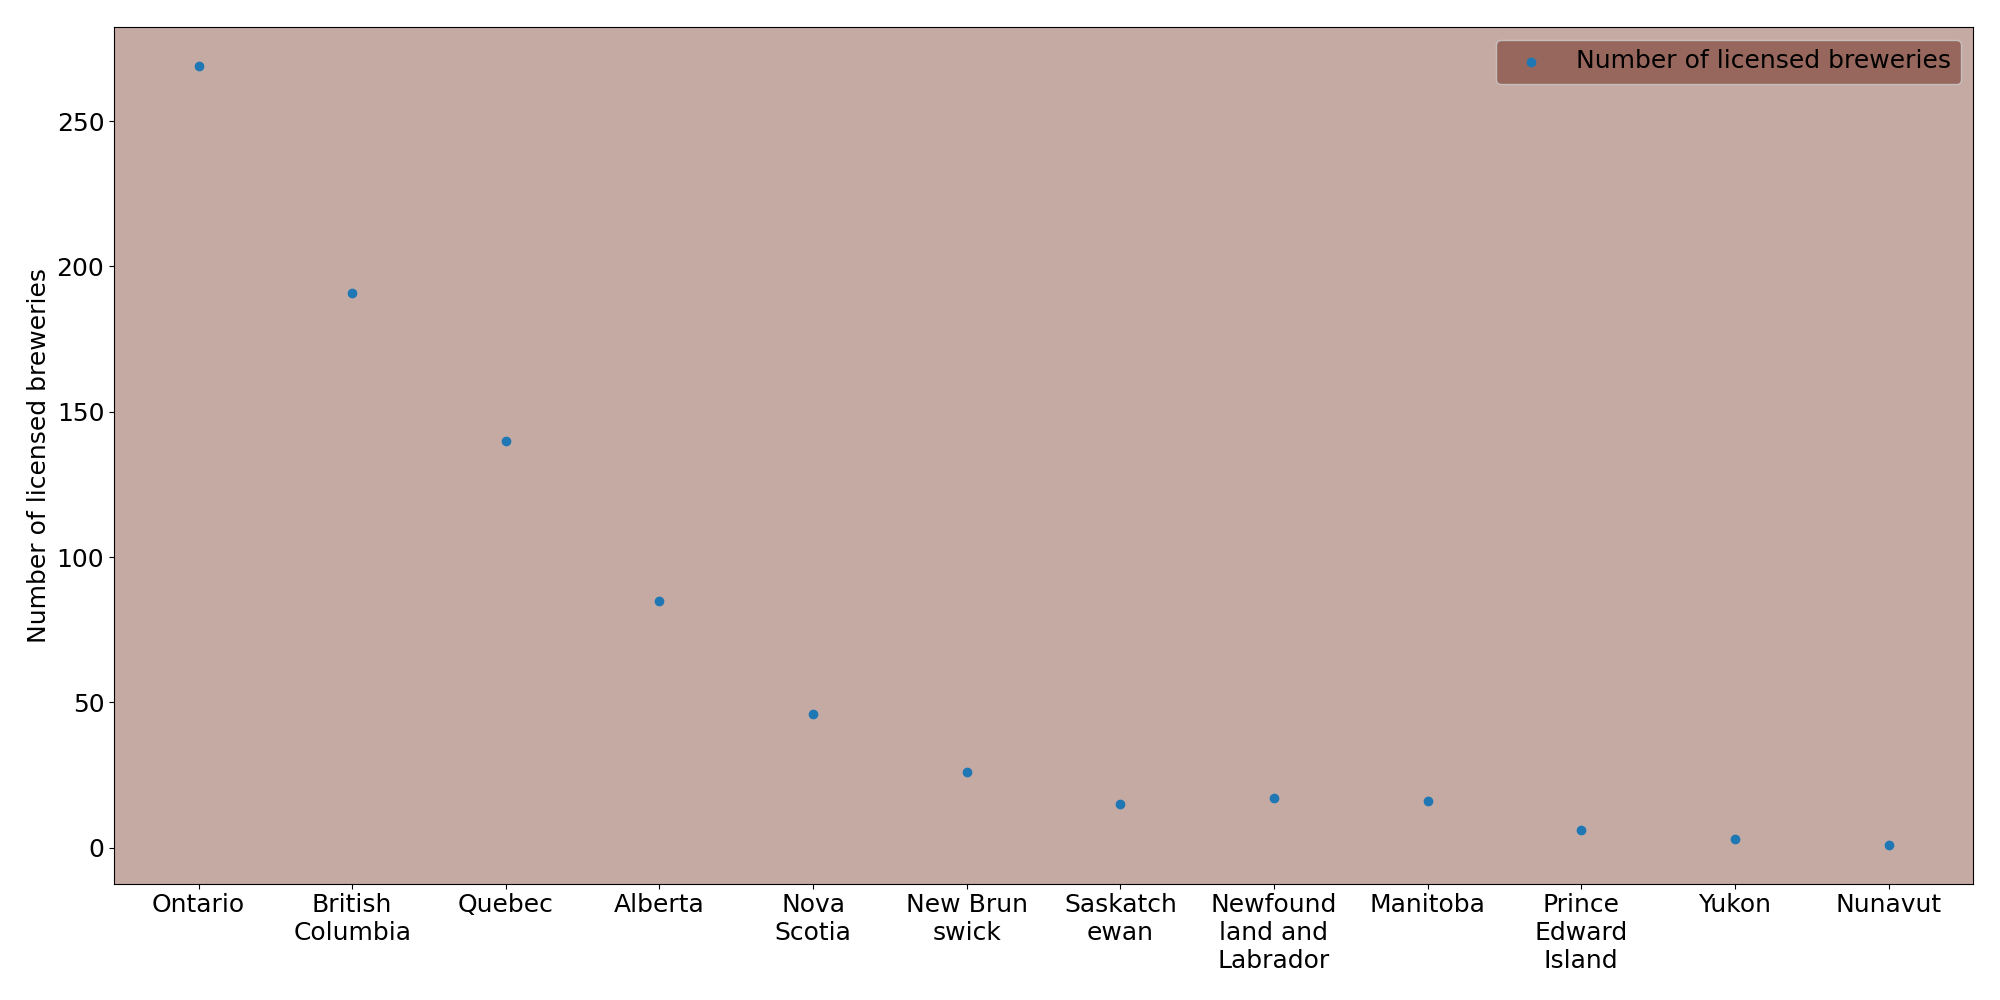 Number of licensed breweries
Number of licensed breweries
250
200
150
100
50
0
Ontario
British
Columbia
Quebec
Alberta
Nova
Scotia
New Brun
swick
Saskatch
ewan
Newfound
land and
Labrador
Manitoba
Prince
Edward
Island
Yukon
Nunavut